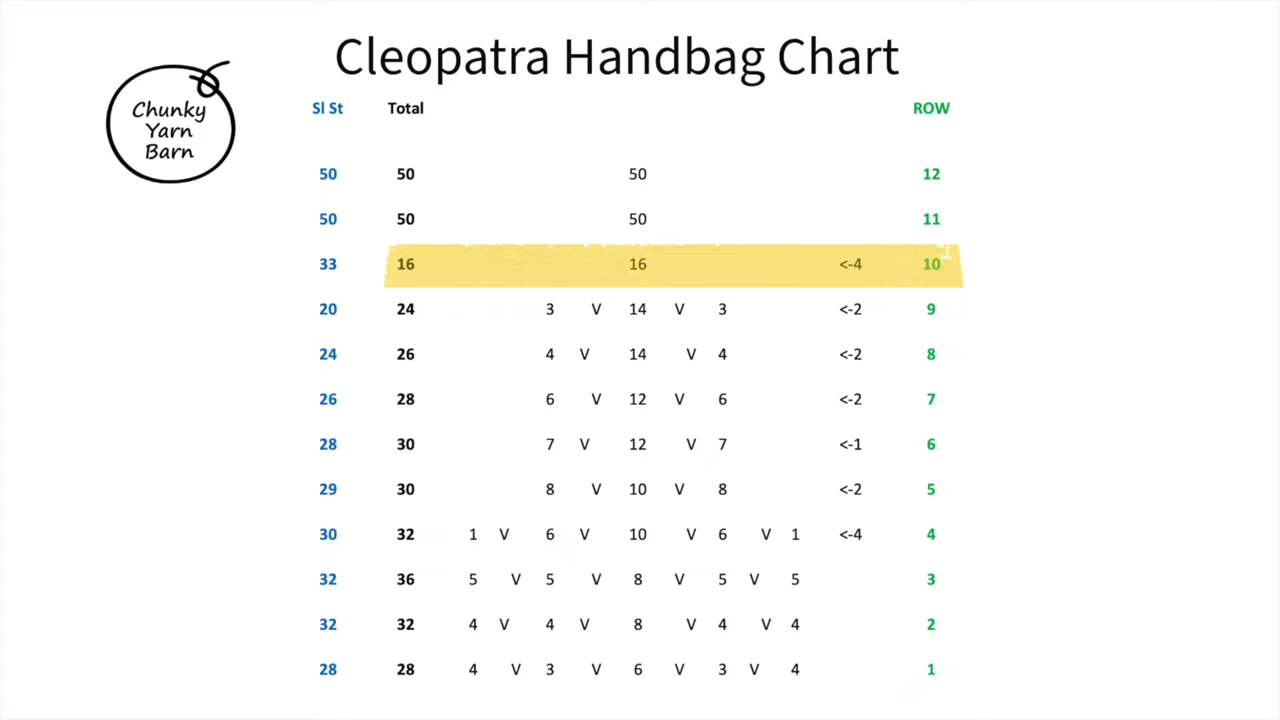 Cleopatra Handbag Chart
Chunky
Yarn
Barn
Sl St Total ROW
50 50 50 12
50 50 50 11
33 16 16 <-4 10
20 24 3 V 14 V 3 <-2 9
24 26 4 V 14 V 4 <-2 8
26 28 6 V 12 V 6 <-2 7
28 30 7 V 12 V 7 <-1 6
29 30 8 V 10 V 8 <-2 5
30 32 1 V 6 V 10 V 6 V 1 <-4 4
32 36 5 V 5 V 8 V 5 V 5 3
32 32 4 V 4 V 8 V 4 V 4 2
28 28 4 V 3 V 6 V 3 V 4 1